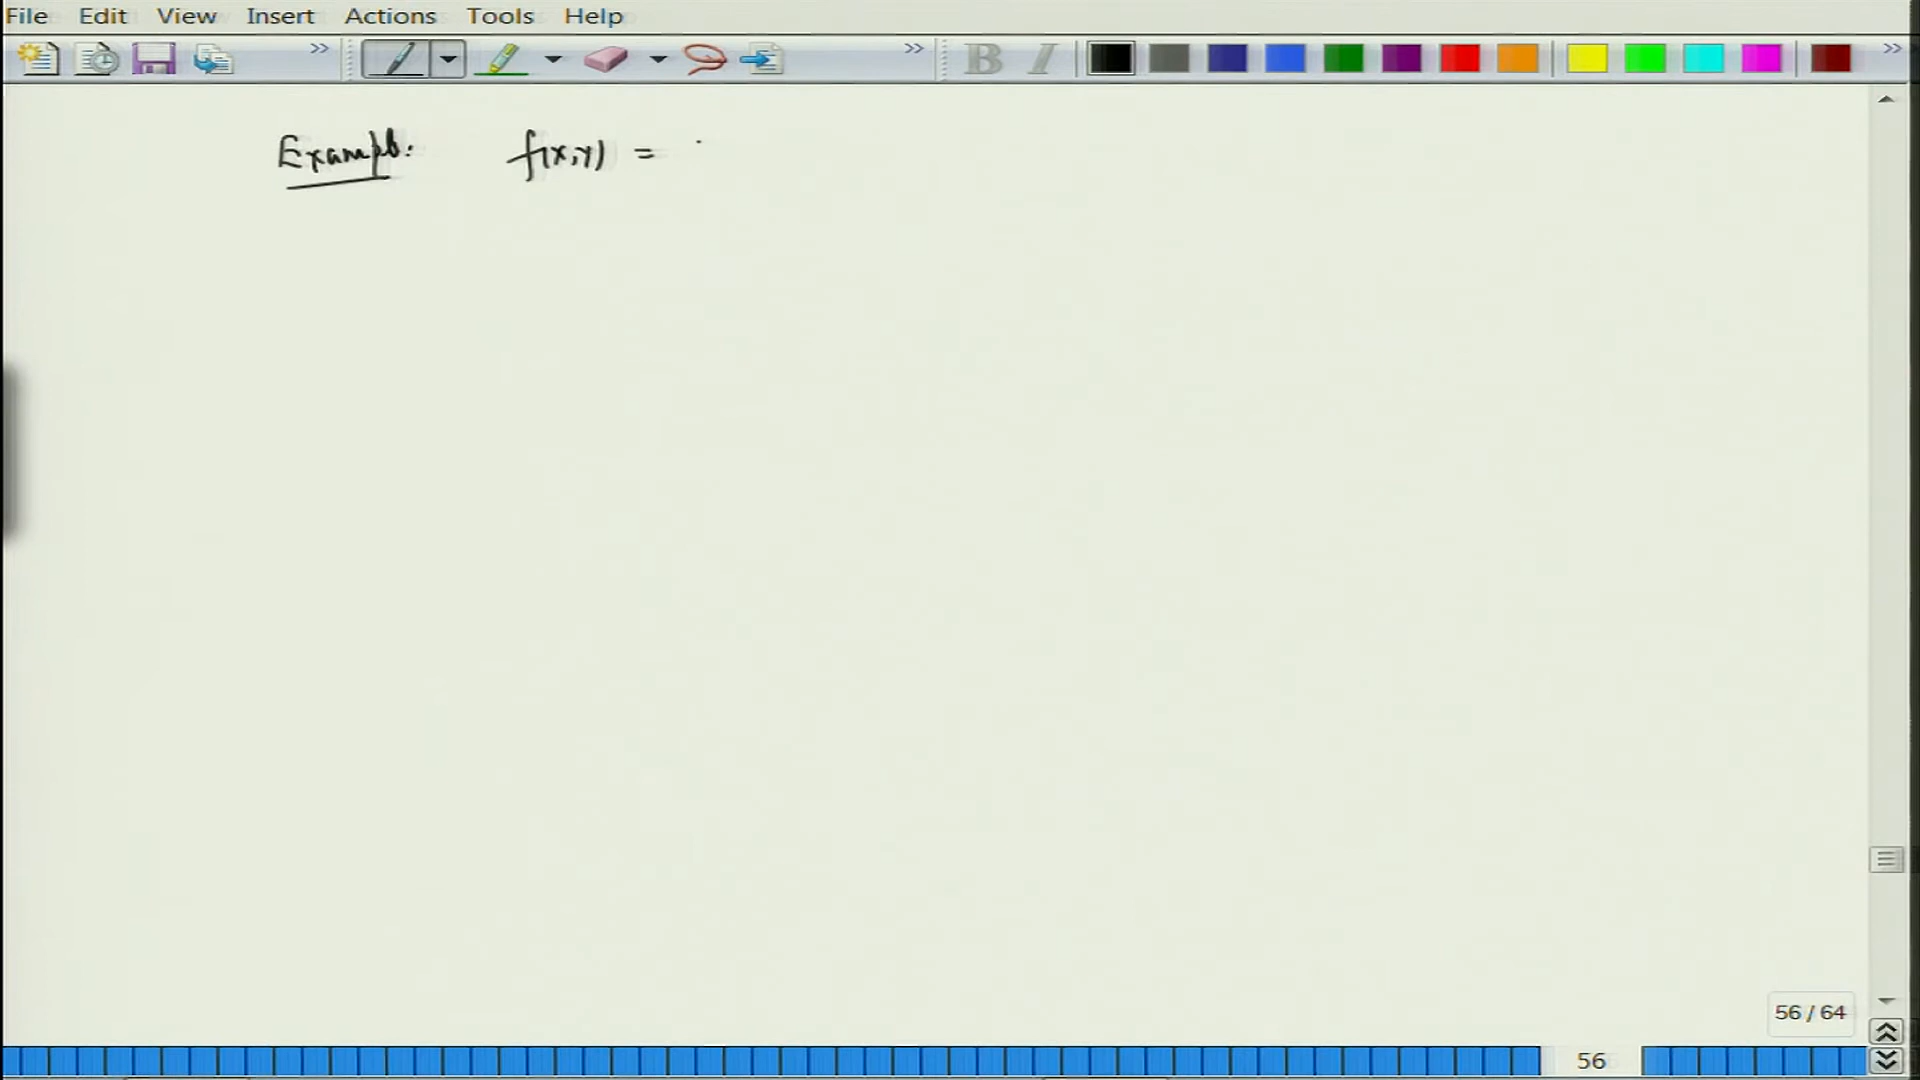 File Edit View Insert Actions Tools Help
B I
Example: f(x,y) =
56 / 64
56